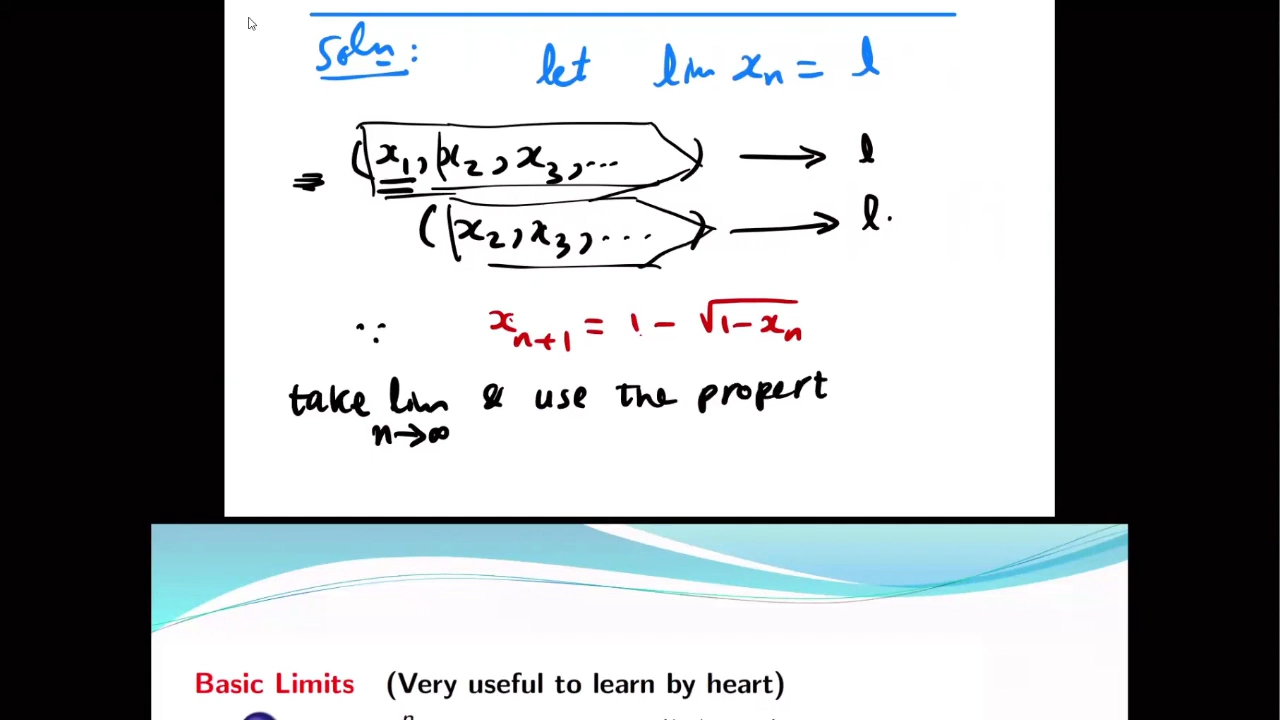 Soln: let lim xₙ = l
⇒ (x₁, x₂, x₃, ...) → l
(x₂, x₃, ...) → l.
∵ xₙ₊₁ = 1 - √(1-xₙ)
take lim & use the propert
n→∞
Basic Limits (Very useful to learn by heart)